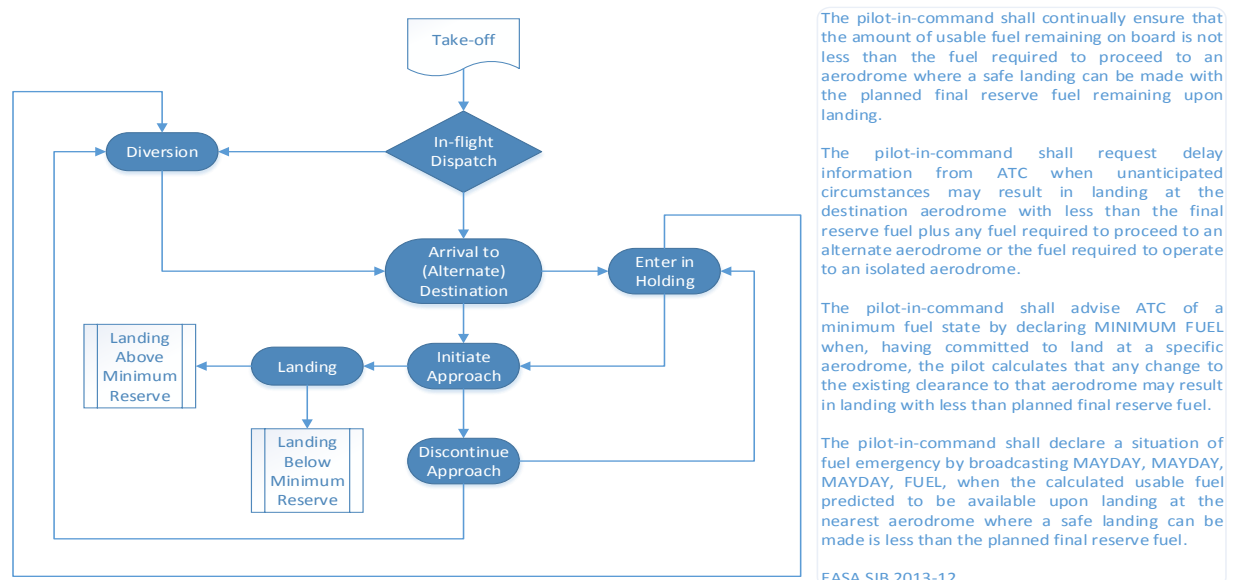 Take-off
In-flight
Dispatch
Diversion
Arrival to
(Alternate)
Destination
Enter in
Holding
Landing
Above
Minimum
Reserve
Landing
Initiate
Approach
Landing
Below
Minimum
Reserve
Discontinue
Approach
The pilot-in-command shall continually ensure that
the amount of usable fuel remaining on board is not
less than the fuel required to proceed to an
aerodrome where a safe landing can be made with
the planned final reserve fuel remaining upon
landing.
The pilot-in-command shall request delay
information from ATC when unanticipated
circumstances may result in landing at the
destination aerodrome with less than the final
reserve fuel plus any fuel required to proceed to an
alternate aerodrome or the fuel required to operate
to an isolated aerodrome.
The pilot-in-command shall advise ATC of a
minimum fuel state by declaring MINIMUM FUEL
when, having committed to land at a specific
aerodrome, the pilot calculates that any change to
the existing clearance to that aerodrome may result
in landing with less than planned final reserve fuel.
The pilot-in-command shall declare a situation of
fuel emergency by broadcasting MAYDAY, MAYDAY,
MAYDAY, FUEL, when the calculated usable fuel
predicted to be available upon landing at the
nearest aerodrome where a safe landing can be
made is less than the planned final reserve fuel.
EASA SIB 2013-12